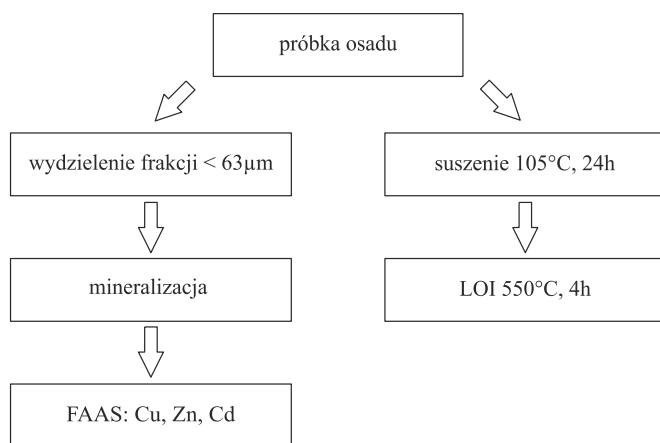 próbka osadu
wydzielenie frakcji < 63µm
suszenie 105°C, 24h
mineralizacja
LOI 550°C, 4h
FAAS: Cu, Zn, Cd